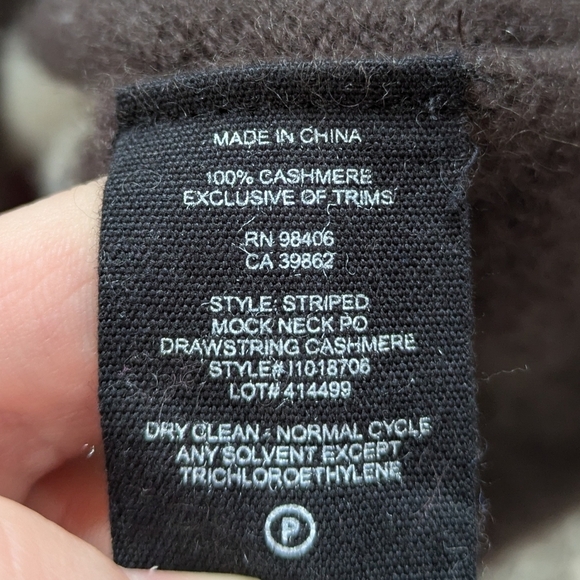 MADE IN CHINA
100% CASHMERE
EXCLUSIVE OF TRIMS
RN 98406
CA 39862
STYLE: STRIPED
MOCK NECK PO
DRAWSTRING CASHMERE
STYLE# I1018706
LOT# 414499
DRY CLEAN - NORMAL CYCLE
ANY SOLVENT EXCEPT
TRICHLOROETHYLENE
P